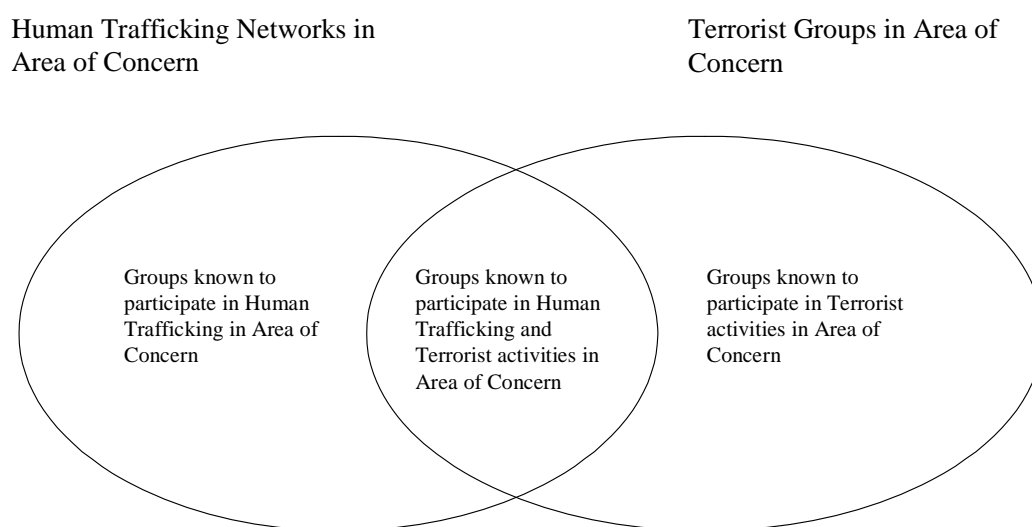 Human Trafficking Networks in
Area of Concern
Terrorist Groups in Area of
Concern
Groups known to
participate in Human
Trafficking in Area of
Concern
Groups known to
participate in Human
Trafficking and
Terrorist activities in
Area of Concern
Groups known to
participate in Terrorist
activities in Area of
Concern